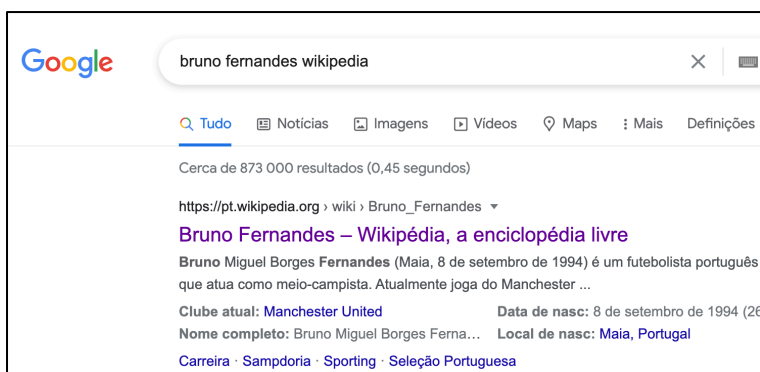 Google
bruno fernandes wikipedia
Tudo Notícias Imagens Vídeos Maps Mais Definições
Cerca de 873 000 resultados (0,45 segundos)
https://pt.wikipedia.org › wiki › Bruno_Fernandes
Bruno Fernandes – Wikipédia, a enciclopédia livre
Bruno Miguel Borges Fernandes (Maia, 8 de setembro de 1994) é um futebolista português
que atua como meio-campista. Atualmente joga do Manchester ...
Clube atual: Manchester United Data de nasc: 8 de setembro de 1994 (26
Nome completo: Bruno Miguel Borges Ferna... Local de nasc: Maia, Portugal
Carreira · Sampdoria · Sporting · Seleção Portuguesa